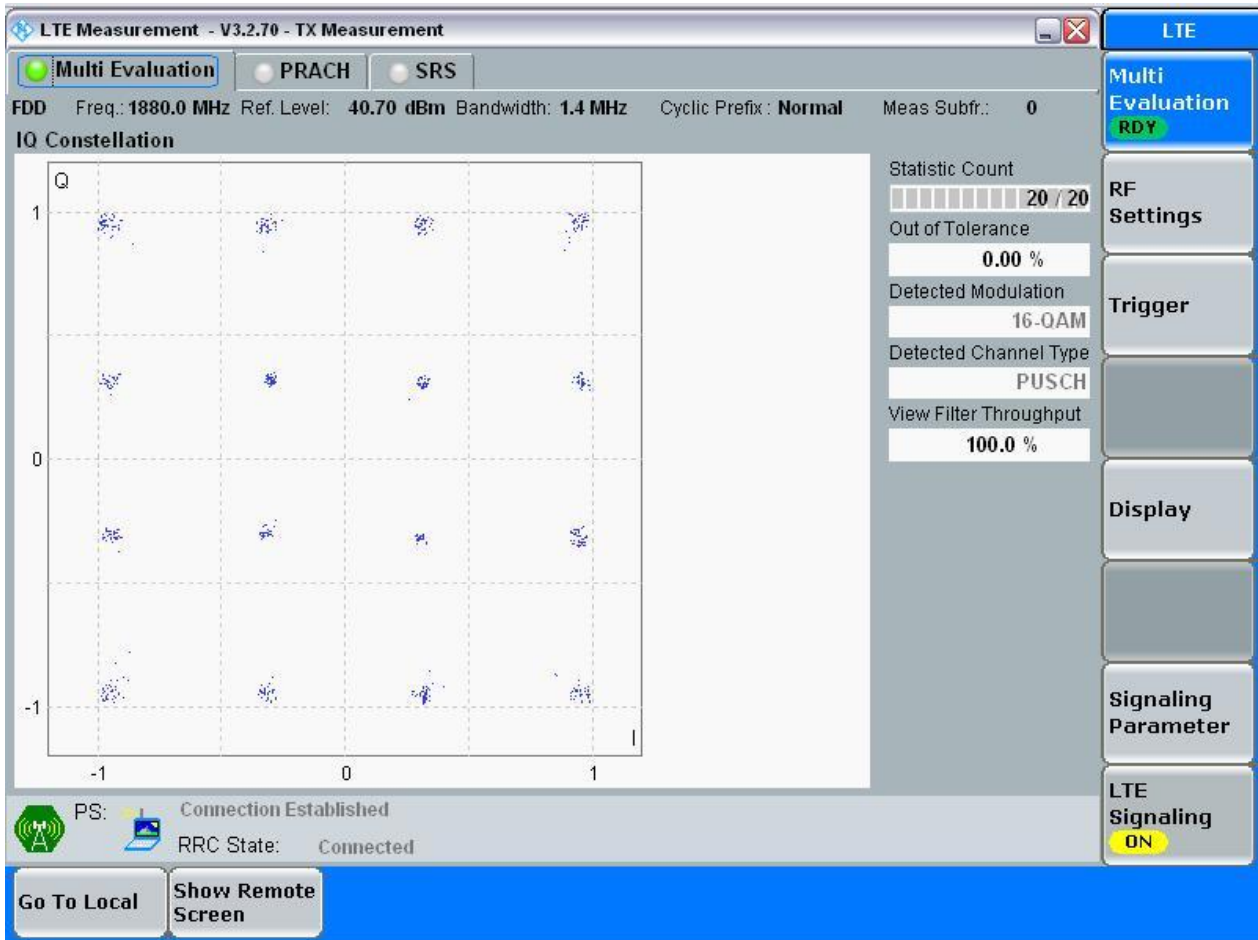 LTE Measurement - V3.2.70 - TX Measurement
LTE
Multi Evaluation PRACH SRS
FDD Freq.: 1880.0 MHz Ref. Level: 40.70 dBm Bandwidth: 1.4 MHz Cyclic Prefix : Normal Meas Subfr.: 0
IQ Constellation
Q
1
0
-1
I
-1 0 1
Statistic Count
20 / 20
Out of Tolerance
0.00 %
Detected Modulation
16-QAM
Detected Channel Type
PUSCH
View Filter Throughput
100.0 %
Multi
Evaluation
RDY
RF
Settings
Trigger
Display
Signaling
Parameter
LTE
Signaling
ON
PS: Connection Established
RRC State: Connected
Go To Local
Show Remote
Screen